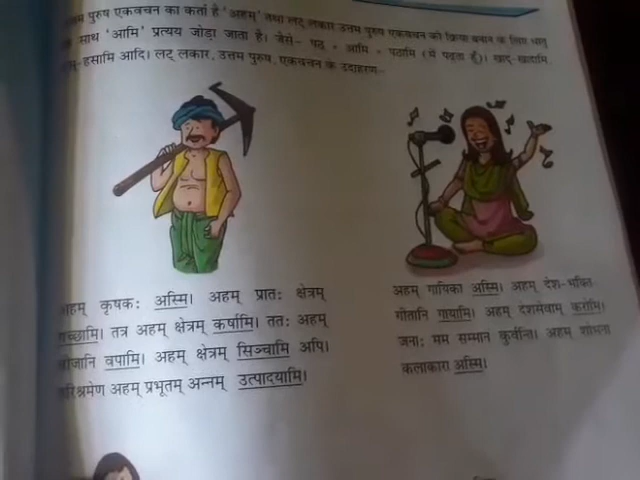 पुरुष एकवचन का कर्ता है 'अहम्' तथा लट् लकार उत्तम पुरुष एकवचन की क्रिया बनाने के लिए धातु
साथ 'आमि' प्रत्यय जोड़ा जाता है। जैसे- पठ् + आमि = पठामि (मैं पढ़ता हूँ)। खाद्-खादामि
हसामि आदि। लट् लकार, उत्तम पुरुष, एकवचन के उदाहरण-
अहम् कृषकः अस्मि। अहम् प्रातः क्षेत्रम्
गच्छामि। तत्र अहम् क्षेत्रम् कर्षामि। ततः अहम्
बीजानि वपामि। अहम् क्षेत्रम् सिञ्चामि अपि।
परिश्रमेण अहम् प्रभूतम् अन्नम् उत्पादयामि।
अहम् गायिका अस्मि। अहम् देश-भक्ति
गीतानि गायामि। अहम् देशसेवाम् करोमि।
जनाः मम सम्मान कुर्वन्ति। अहम् शोभना
कलाकारा अस्मि।